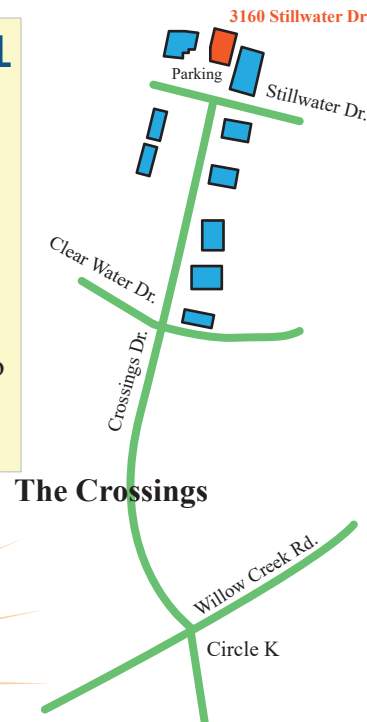 3160 Stillwater Dr
Parking
Stillwater Dr.
Clear Water Dr.
Crossings Dr.
The Crossings
Willow Creek Rd.
Circle K